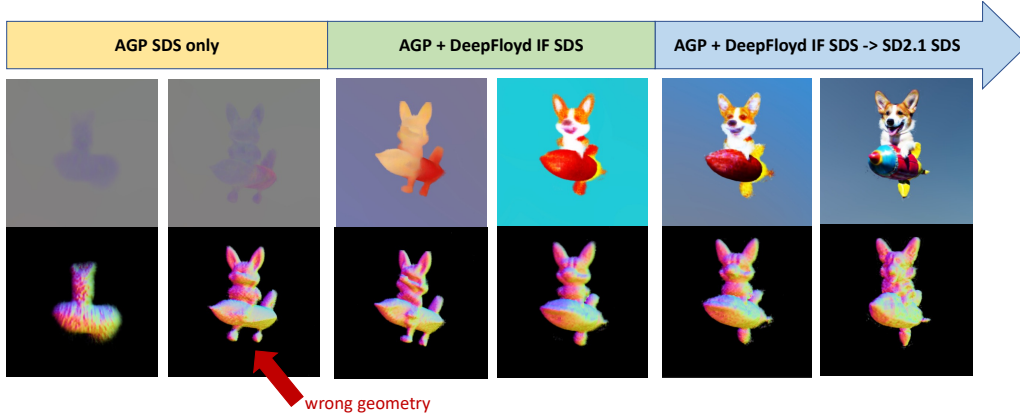 AGP SDS only
AGP + DeepFloyd IF SDS
AGP + DeepFloyd IF SDS -> SD2.1 SDS
wrong geometry